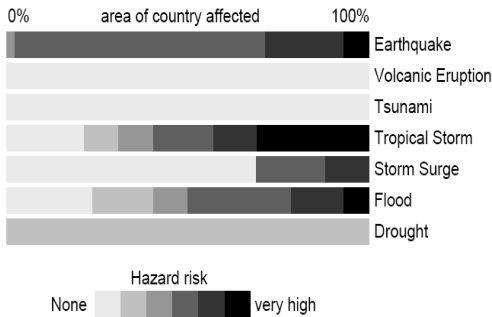 0% area of country affected 100%
Earthquake
Volcanic Eruption
Tsunami
Tropical Storm
Storm Surge
Flood
Drought
Hazard risk
None very high